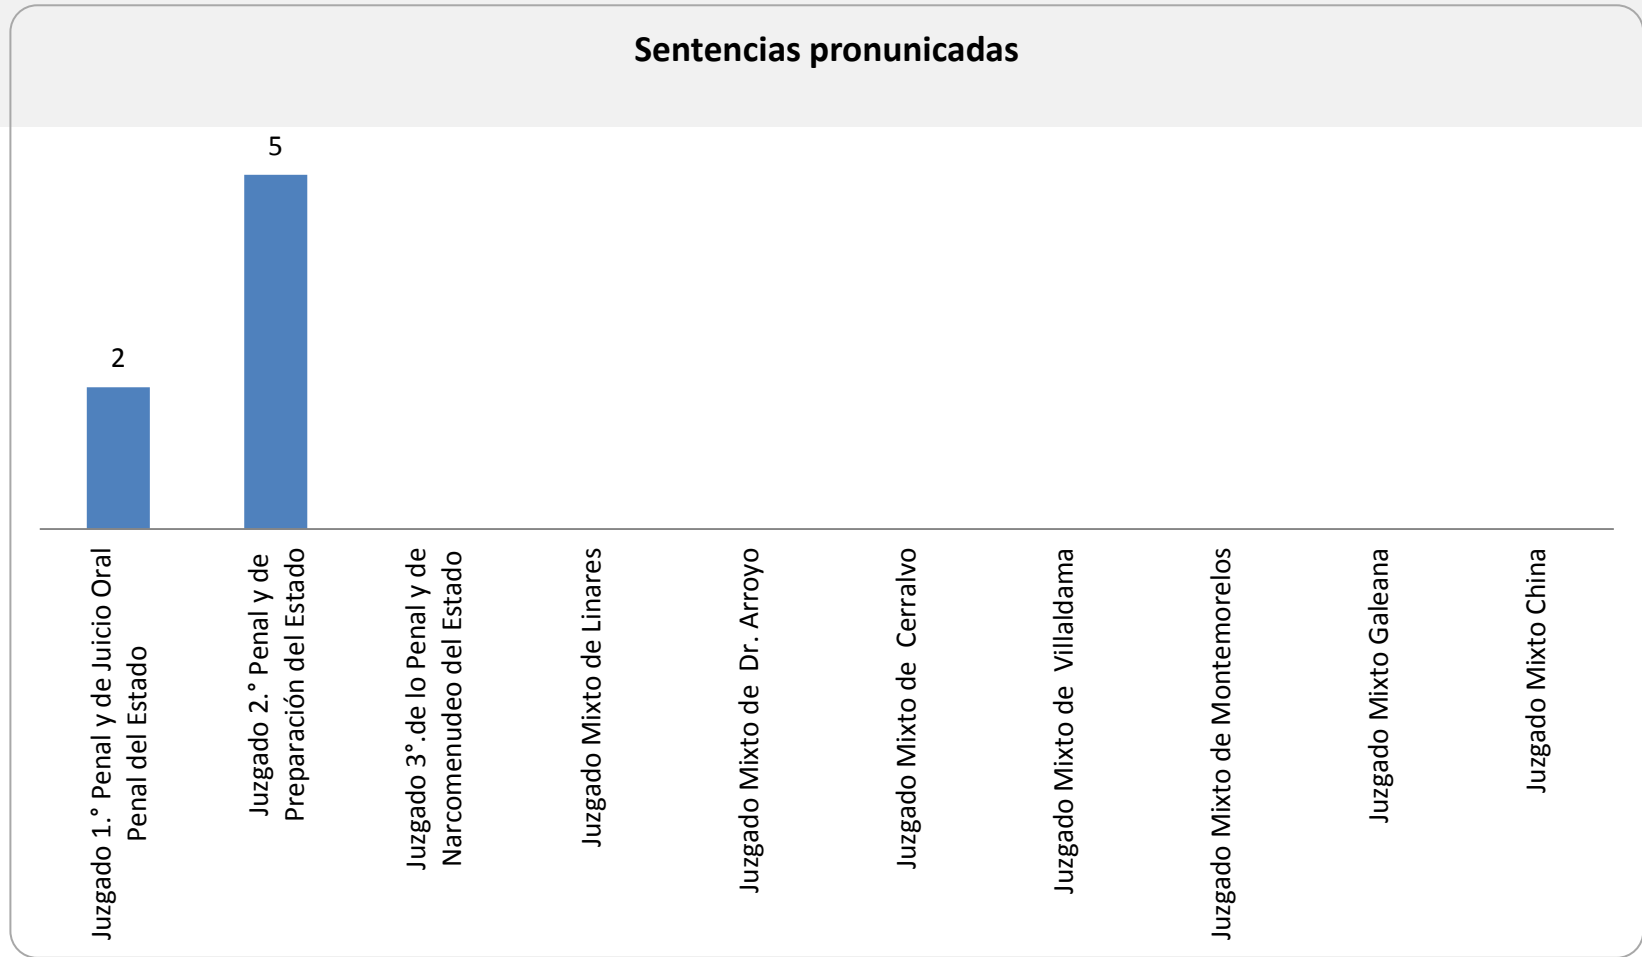 Sentencias pronunicadas
2
5
Juzgado 1.° Penal y de Juicio Oral
Penal del Estado
Juzgado 2.° Penal y de
Preparación del Estado
Juzgado 3°.de lo Penal y de
Narcomenudeo del Estado
Juzgado Mixto de Linares
Juzgado Mixto de  Dr. Arroyo
Juzgado Mixto de  Cerralvo
Juzgado Mixto de  Villaldama
Juzgado Mixto de Montemorelos
Juzgado Mixto Galeana
Juzgado Mixto China